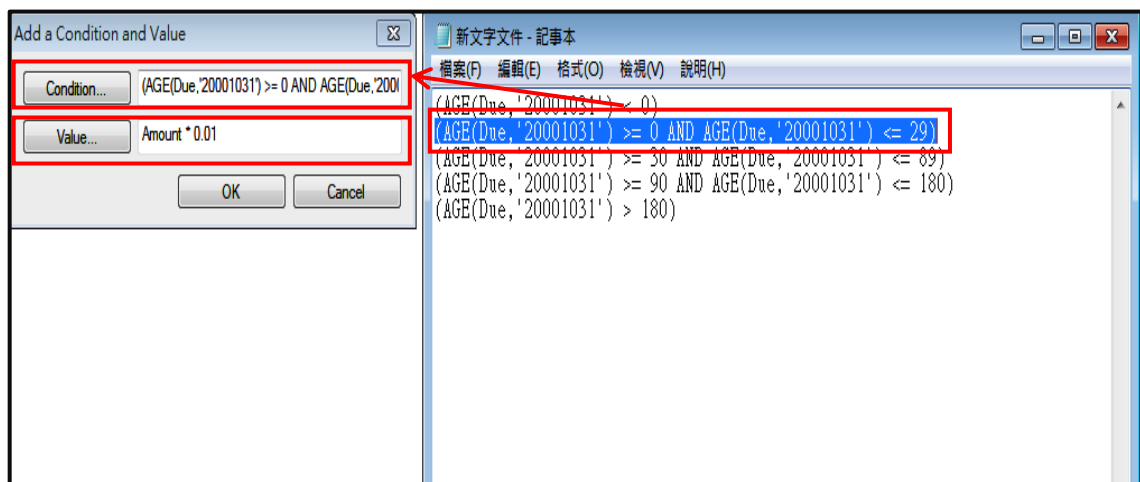 Add a Condition and Value
Condition...
(AGE(Due,'20001031') >= 0 AND AGE(Due,'200
Value...
Amount * 0.01
OK
Cancel
新文字文件 - 記事本
檔案(F) 編輯(E) 格式(O) 檢視(V) 說明(H)
(AGE(Due,'20001031') < 0)
(AGE(Due,'20001031') >= 0 AND AGE(Due,'20001031') <= 29)
(AGE(Due,'20001031') >= 30 AND AGE(Due,'20001031') <= 89)
(AGE(Due,'20001031') >= 90 AND AGE(Due,'20001031') <= 180)
(AGE(Due,'20001031') > 180)